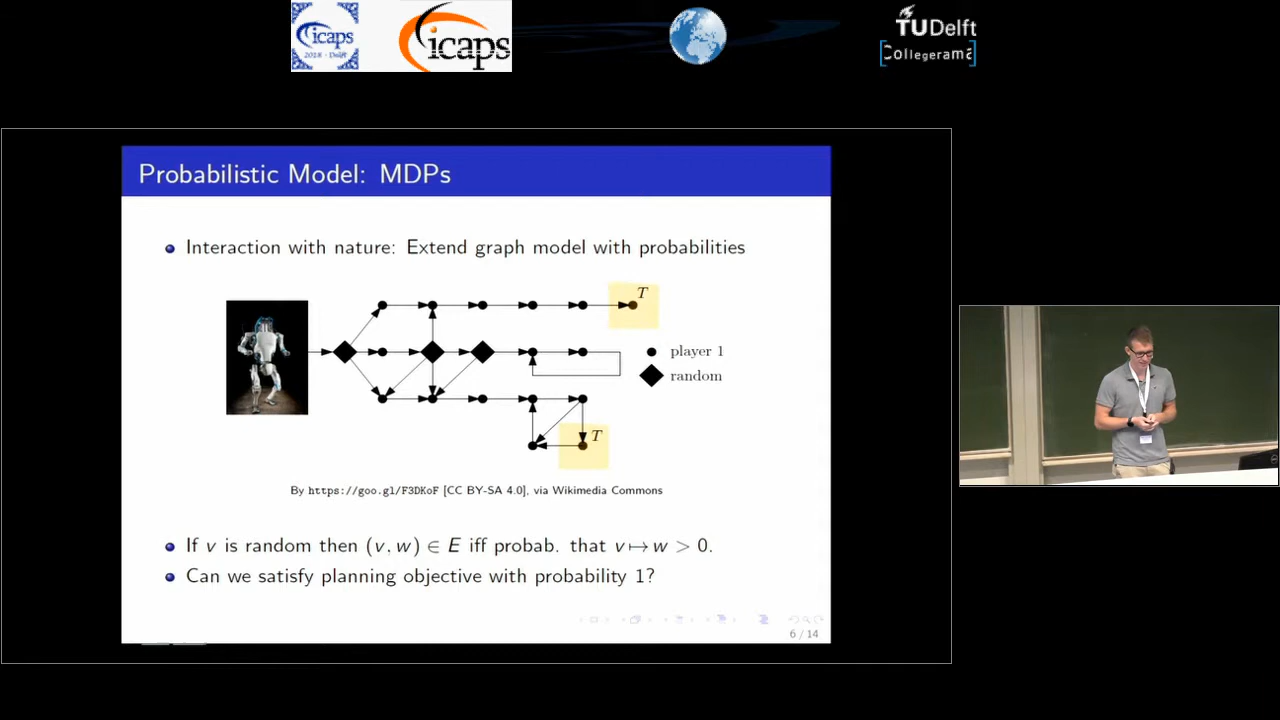 icaps
2018 · Delft
icaps
TU Delft
Collegerama
Probabilistic Model: MDPs
Interaction with nature: Extend graph model with probabilities
T
player 1
random
T
By https://goo.gl/F3DKoF [CC BY-SA 4.0], via Wikimedia Commons
If v is random then (v, w) ∈ E iff probab. that v ↦ w > 0.
Can we satisfy planning objective with probability 1?
6 / 14